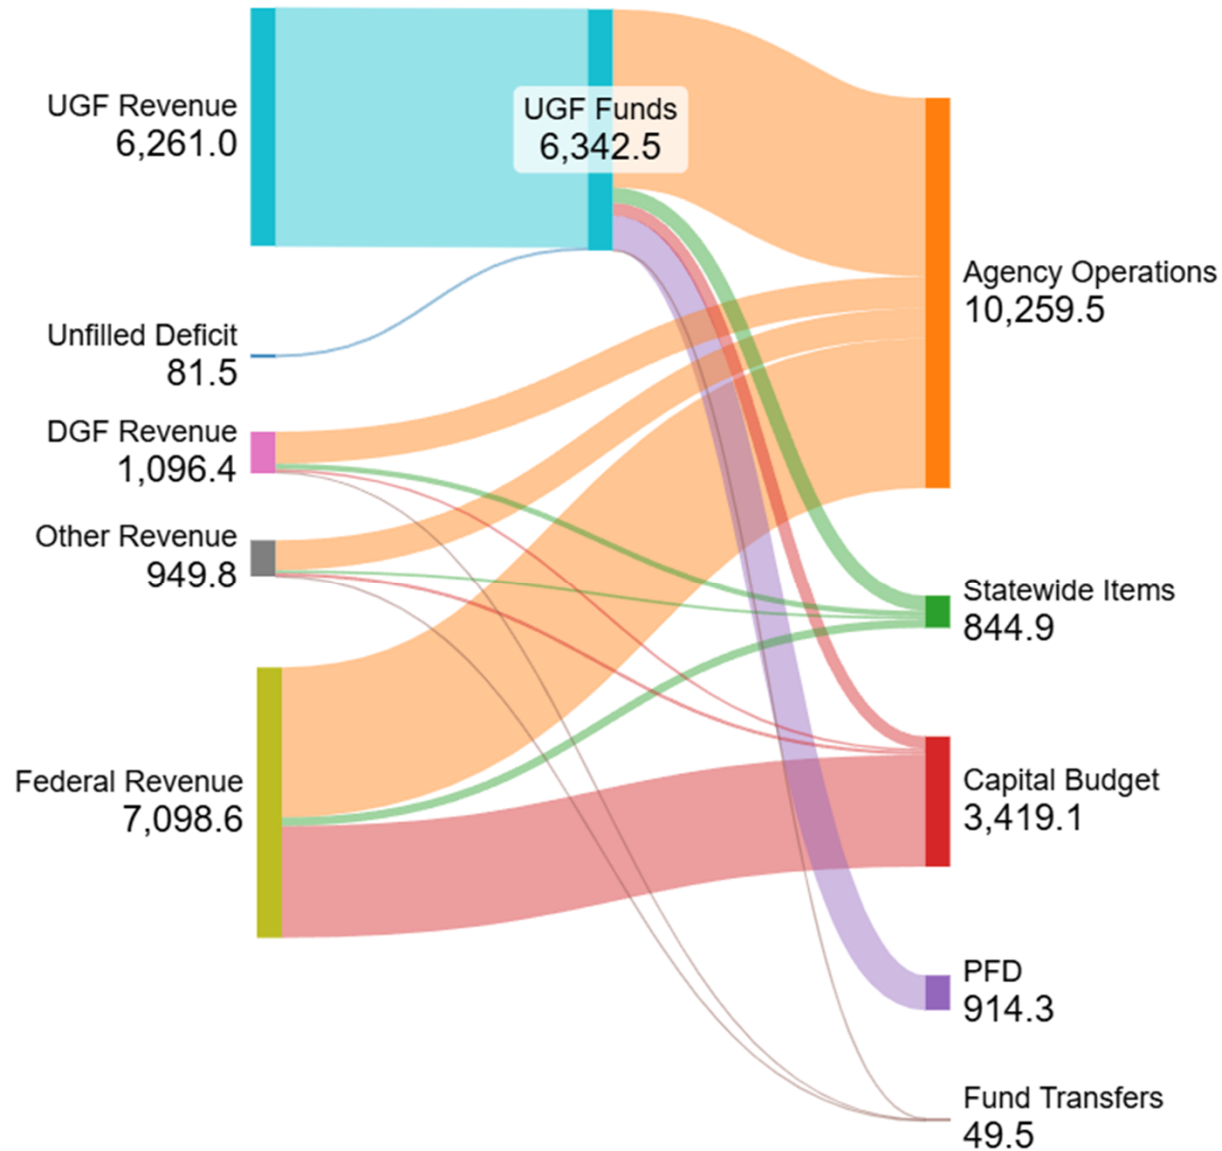 UGF Revenue
6,261.0
UGF Funds
6,342.5
Unfilled Deficit
81.5
DGF Revenue
1,096.4
Other Revenue
949.8
Federal Revenue
7,098.6
Agency Operations
10,259.5
Statewide Items
844.9
Capital Budget
3,419.1
PFD
914.3
Fund Transfers
49.5